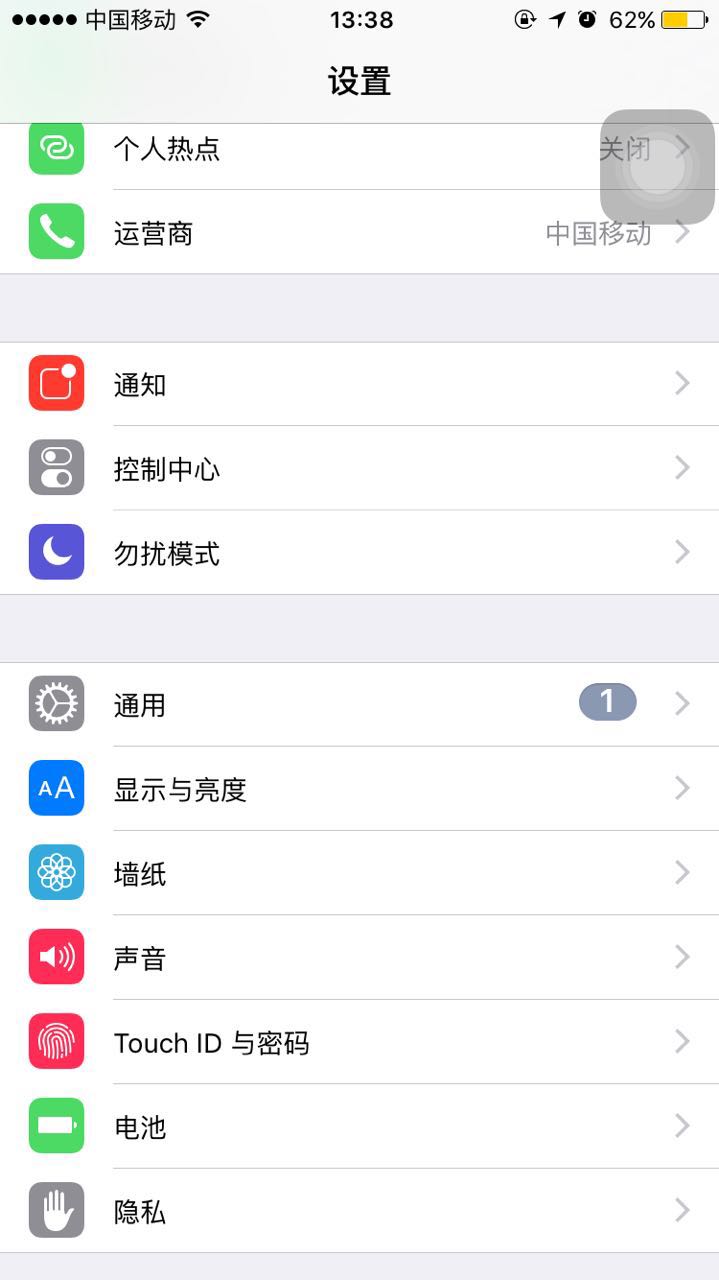 中国移动 13:38 62%
设置
个人热点 关闭
运营商 中国移动
通知
控制中心
勿扰模式
通用 1
AA 显示与亮度
墙纸
声音
Touch ID 与密码
电池
隐私